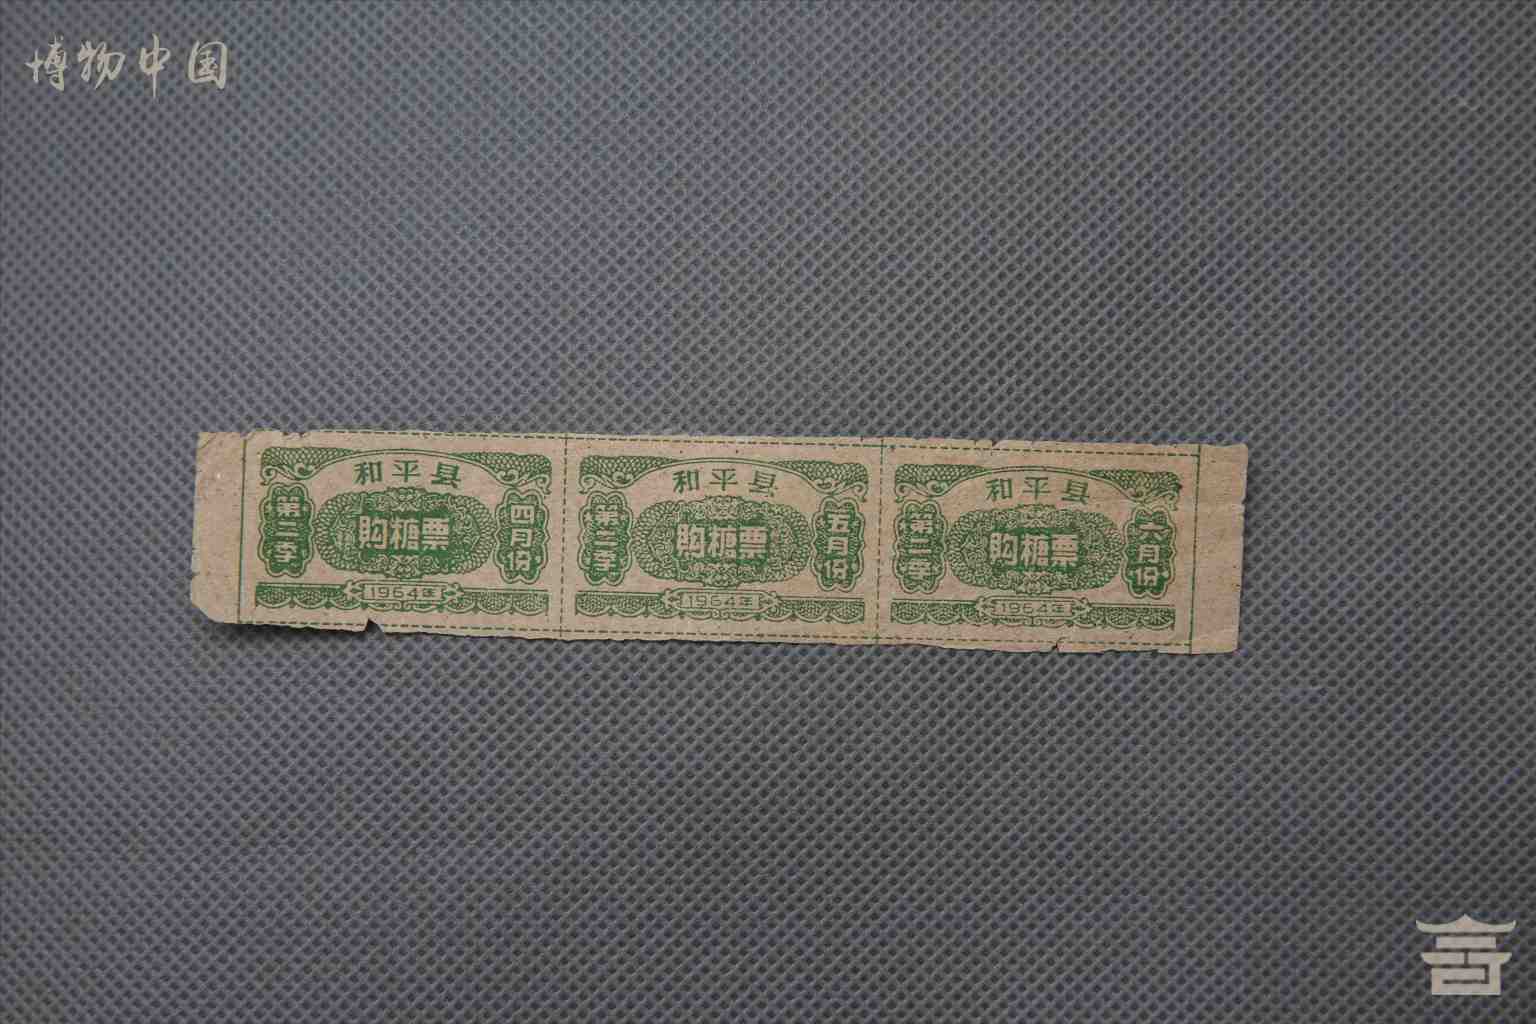 博物中国
和平县
第二季
购糖票
四月份
1964年
和平县
第二季
购糖票
五月份
1964年
和平县
第二季
购糖票
六月份
1964年